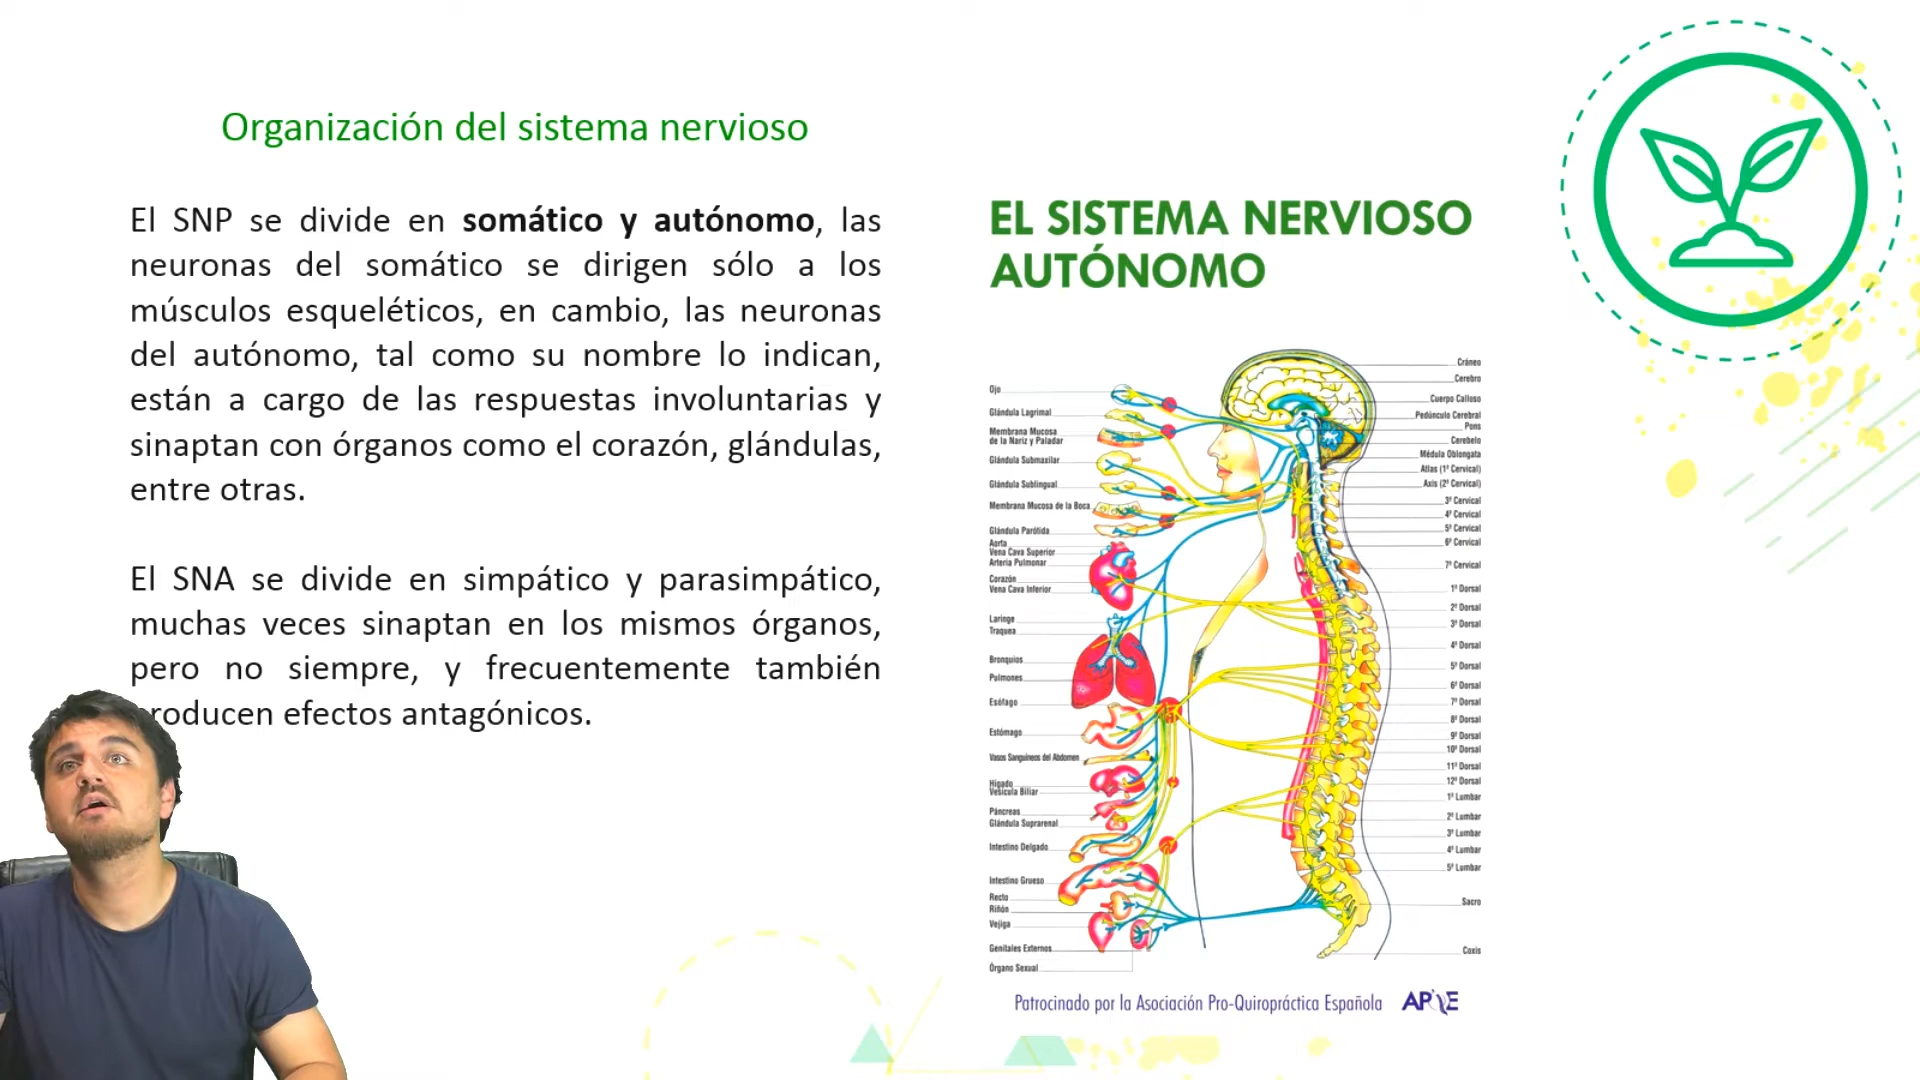 Organización del sistema nervioso
El SNP se divide en somático y autónomo, las
neuronas del somático se dirigen sólo a los
músculos esqueléticos, en cambio, las neuronas
del autónomo, tal como su nombre lo indican,
están a cargo de las respuestas involuntarias y
sinaptan con órganos como el corazón, glándulas,
entre otras.
El SNA se divide en simpático y parasimpático,
muchas veces sinaptan en los mismos órganos,
pero no siempre, y frecuentemente también
producen efectos antagónicos.
EL SISTEMA NERVIOSO
AUTÓNOMO
Ojo
Glándula Lagrimal
Membrana Mucosa
de la Nariz y Paladar
Glándula Submaxilar
Glándula Sublingual
Membrana Mucosa de la Boca
Glándula Parótida
Aorta
Vena Cava Superior
Arteria Pulmonar
Corazón
Vena Cava Inferior
Laringe
Traquea
Bronquios
Pulmones
Esófago
Estómago
Vasos Sanguíneos del Abdomen
Hígado
Vesícula Biliar
Páncreas
Glándula Suprarenal
Intestino Delgado
Intestino Grueso
Recto
Riñón
Vejiga
Genitales Externos
Órgano Sexual
Cráneo
Cerebro
Cuerpo Calloso
Pedúnculo Cerebral
Pons
Cerebelo
Médula Oblongata
Atlas (1ª Cervical)
Axis (2ª Cervical)
3ª Cervical
4ª Cervical
5ª Cervical
6ª Cervical
7ª Cervical
1ª Dorsal
2ª Dorsal
3ª Dorsal
4ª Dorsal
5ª Dorsal
6ª Dorsal
7ª Dorsal
8ª Dorsal
9ª Dorsal
10ª Dorsal
11ª Dorsal
12ª Dorsal
1ª Lumbar
2ª Lumbar
3ª Lumbar
4ª Lumbar
5ª Lumbar
Sacro
Coxis
Patrocinado por la Asociación Pro-Quiropráctica Española APQE